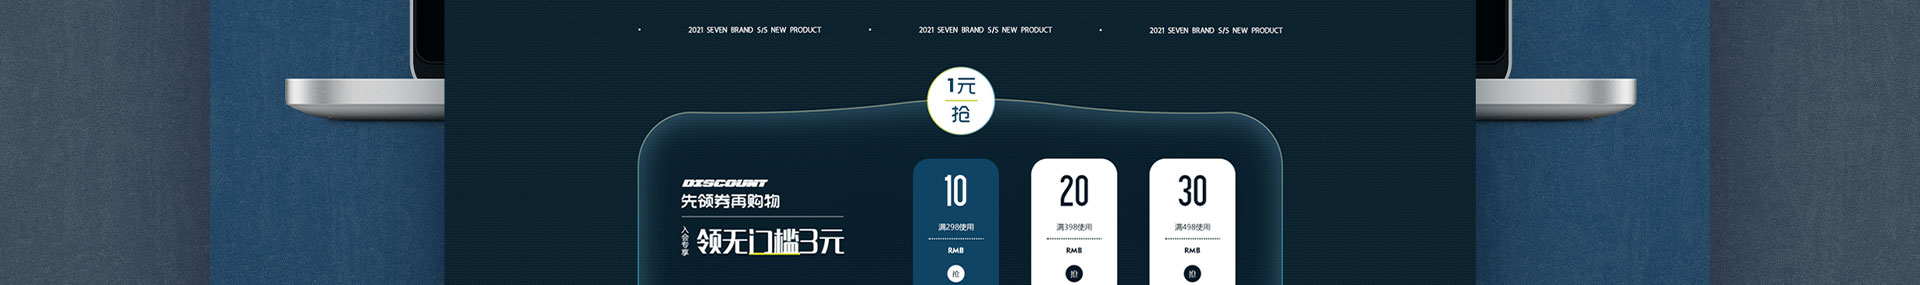 2021 SEVEN BRAND S/S NEW PRODUCT
2021 SEVEN BRAND S/S NEW PRODUCT
2021 SEVEN BRAND S/S NEW PRODUCT
1元
抢
DISCOUNT
先领券再购物
入会专享
领无门槛3元
10
满298使用
RMB
抢
20
满398使用
RMB
抢
30
满498使用
RMB
抢